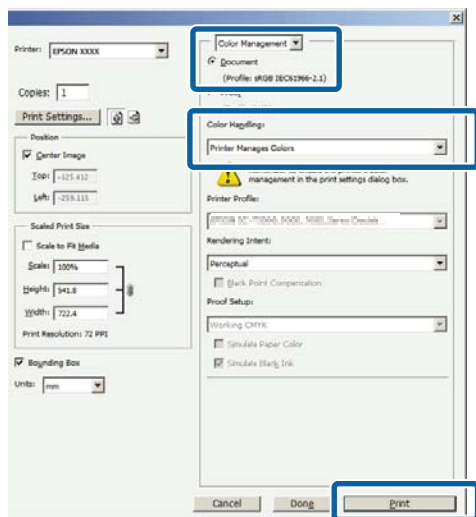 Printer: EPSON XXXX
Copies: 1
Print Settings...
Position
Center Image
Top: -125.412
Left: -259.115
Scaled Print Size
Scale to Fit Media
Scale: 100%
Height: 541.8
Width: 722.4
Print Resolution: 72 PPI
Bounding Box
Units: mm
Color Management
Document
(Profile: sRGB IEC61966-2.1)
Color Handling:
Printer Manages Colors
management in the print settings dialog box.
Printer Profile:
Rendering Intent:
Perceptual
Black Point Compensation
Proof Setup:
Working CMYK
Simulate Paper Color
Simulate Black Ink
Cancel
Done
Print